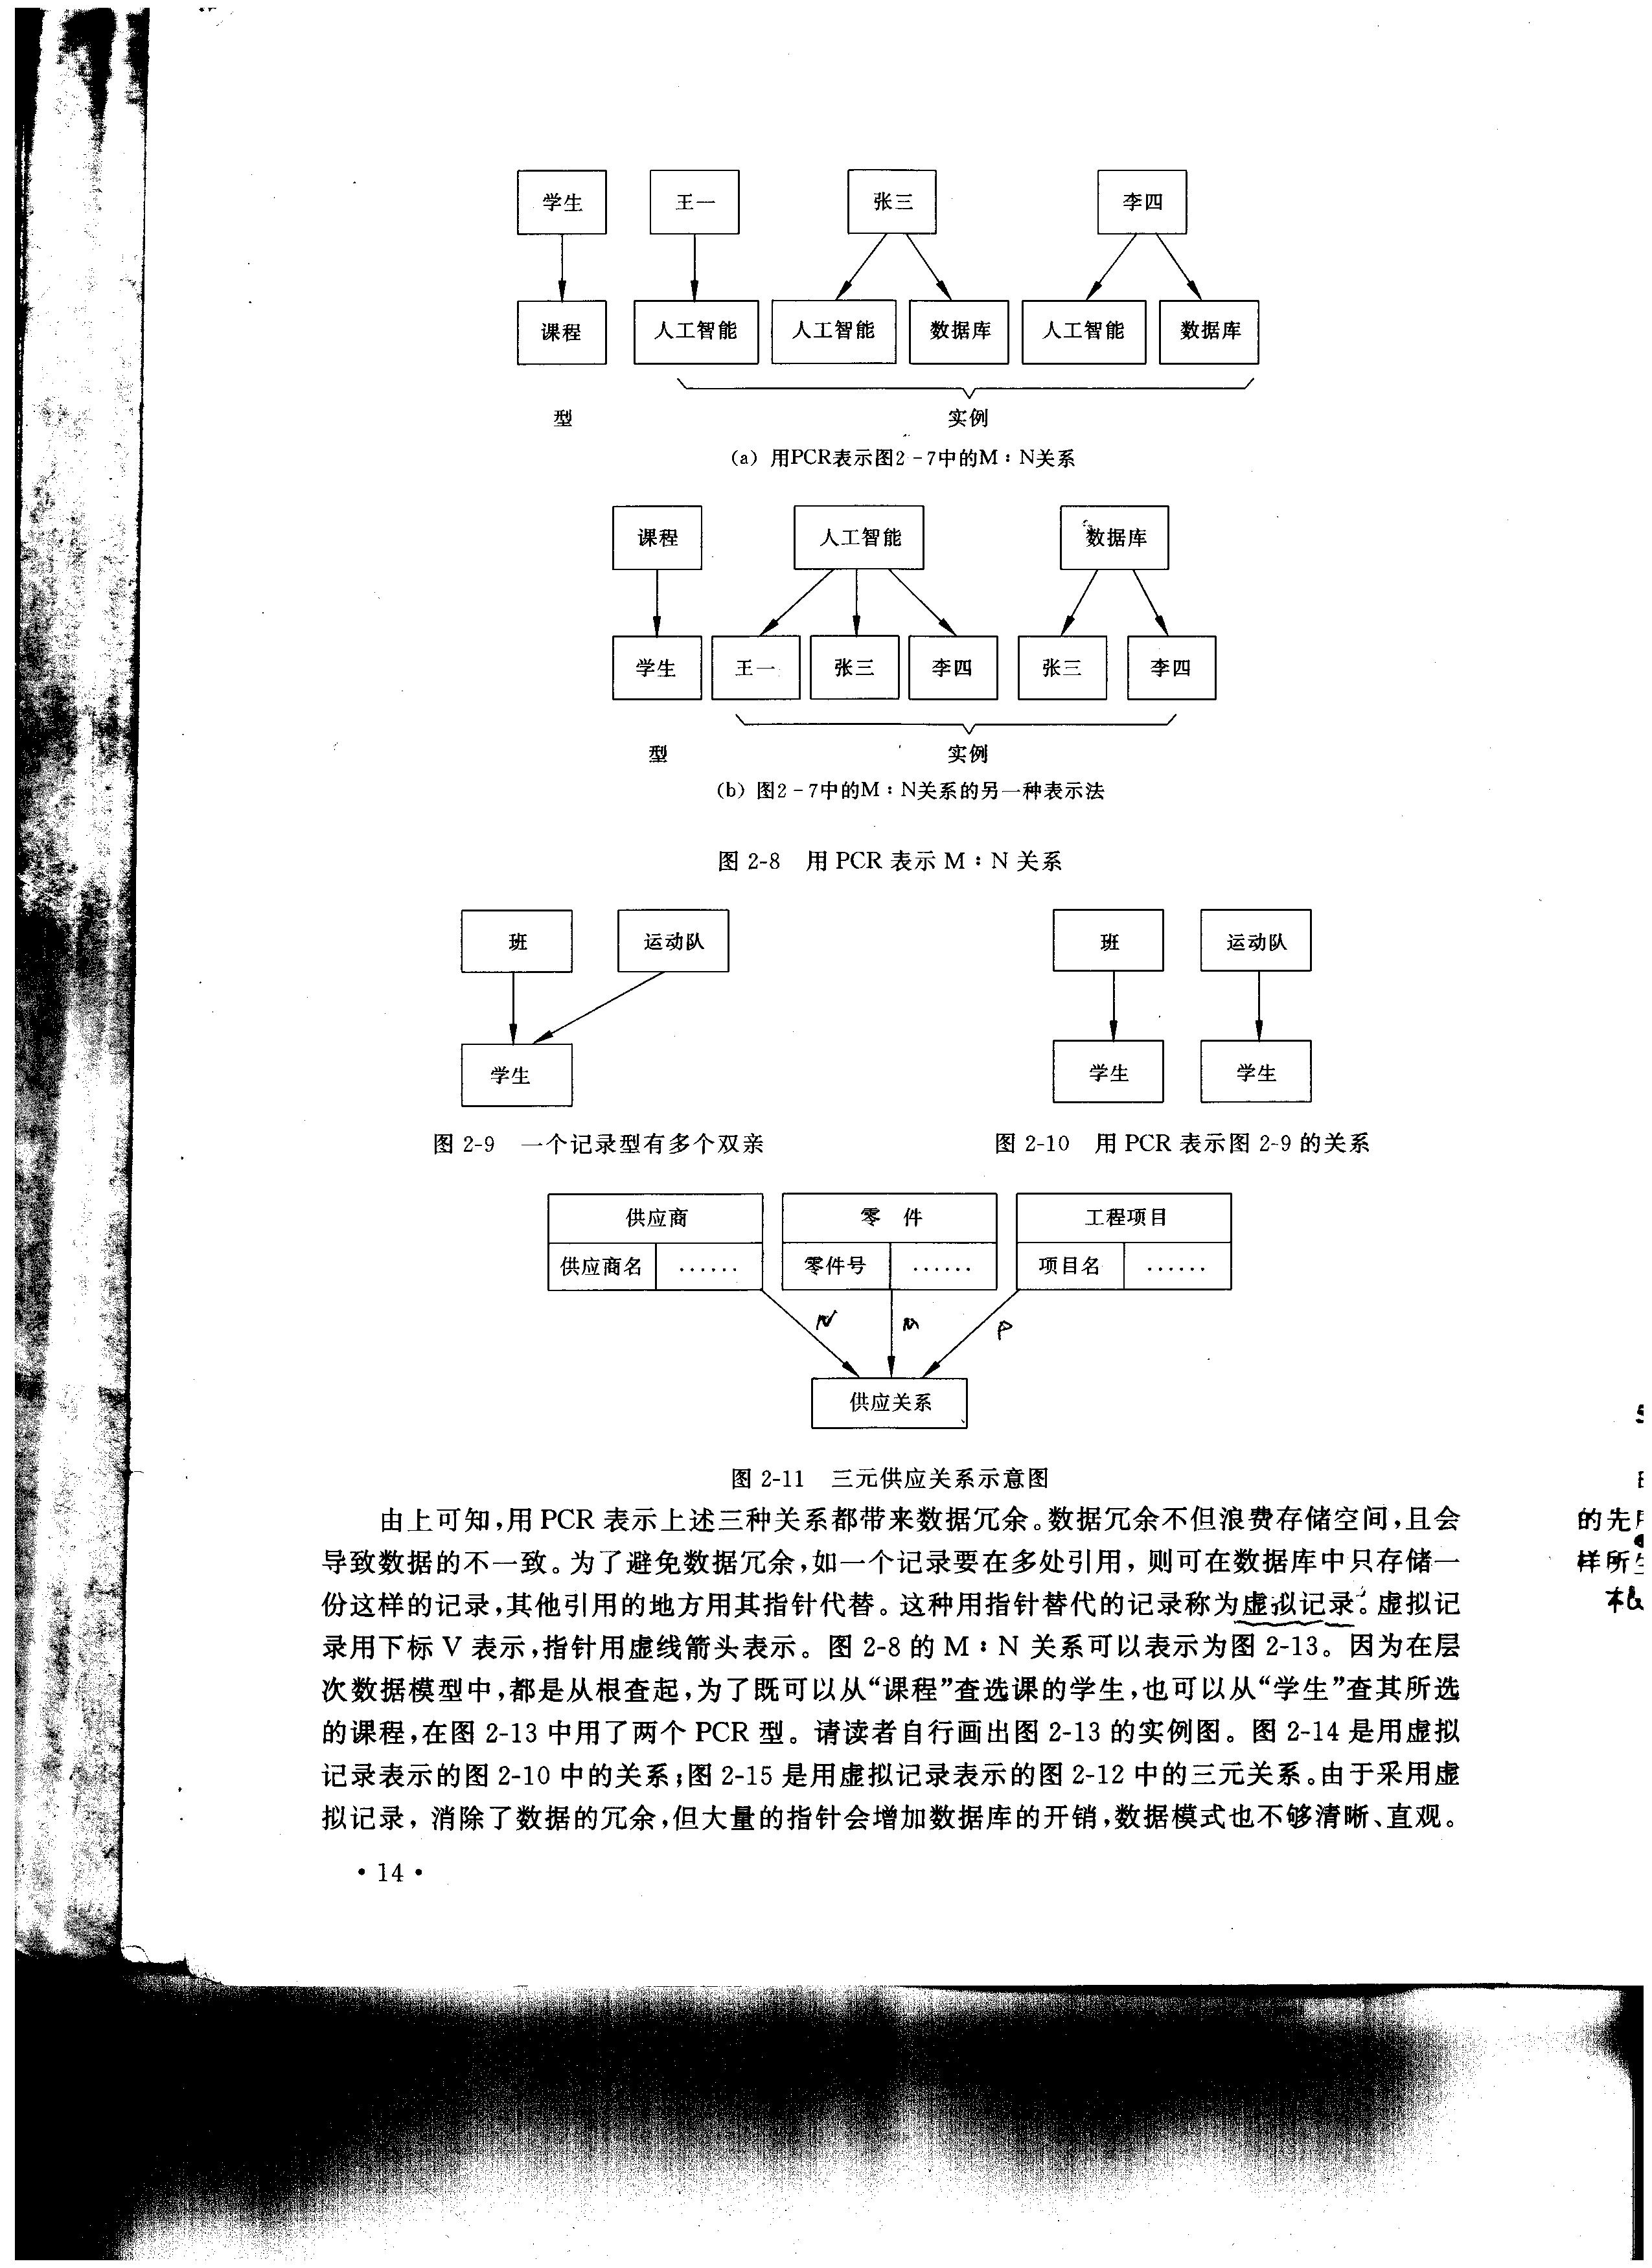 学生 王一 张三 李四
课程 人工智能 人工智能 数据库 人工智能 数据库
型 实例
(a) 用PCR表示图2-7中的M：N关系
课程 人工智能 数据库
学生 王一 张三 李四 张三 李四
型 实例
(b) 图2-7中的M：N关系的另一种表示法
图 2-8 用 PCR 表示 M：N 关系
班 运动队 班 运动队
学生 学生 学生
图 2-9 一个记录型有多个双亲 图 2-10 用 PCR 表示图 2-9 的关系
供应商 零 件 工程项目
供应商名 ...... 零件号 ...... 项目名 ......
N M P
供应关系
图 2-11 三元供应关系示意图
由上可知,用 PCR 表示上述三种关系都带来数据冗余。数据冗余不但浪费存储空间,且会
导致数据的不一致。为了避免数据冗余,如一个记录要在多处引用，则可在数据库中只存储一
份这样的记录,其他引用的地方用其指针代替。这种用指针替代的记录称为虚拟记录。虚拟记
录用下标 V 表示,指针用虚线箭头表示。图 2-8 的 M：N 关系可以表示为图 2-13。因为在层
次数据模型中,都是从根查起,为了既可以从“课程”查选课的学生,也可以从“学生”查其所选
的课程,在图 2-13 中用了两个 PCR 型。请读者自行画出图 2-13 的实例图。图 2-14 是用虚拟
记录表示的图 2-10 中的关系;图 2-15 是用虚拟记录表示的图 2-12 中的三元关系。由于采用虚
拟记录，消除了数据的冗余,但大量的指针会增加数据库的开销,数据模式也不够清晰、直观。
• 14 •
的先
样所